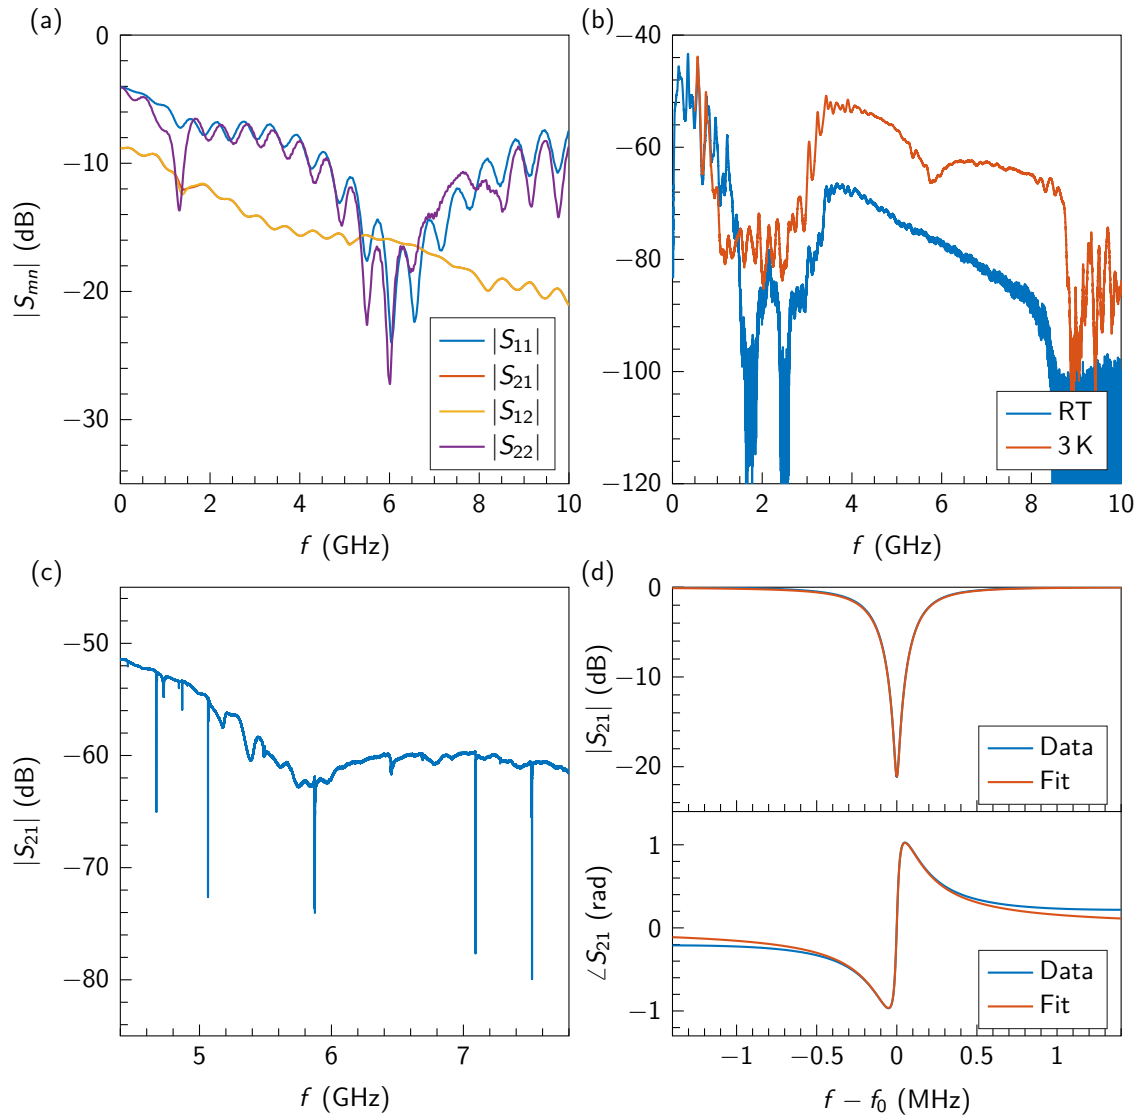 (a)
0
−10
−20
−30
|Smn| (dB)
|S11|
|S21|
|S12|
|S22|
0 2 4 6 8 10
f (GHz)
(b)
−40
−60
−80
−100
−120
RT
3 K
0 2 4 6 8 10
f (GHz)
(c)
−50
−60
−70
−80
|S21| (dB)
5 6 7
f (GHz)
(d)
0
−10
−20
|S21| (dB)
Data
Fit
1
0
−1
∠S21 (rad)
Data
Fit
−1 −0.5 0 0.5 1
f − f0 (MHz)